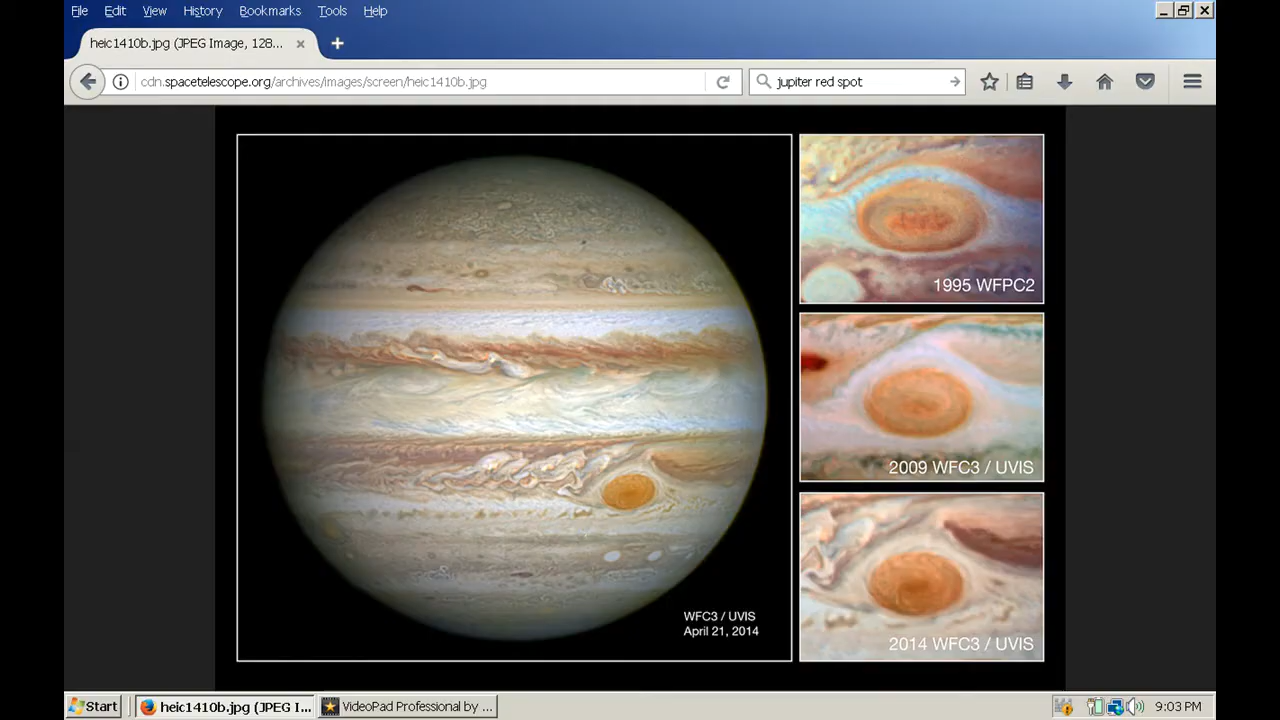 File Edit View History Bookmarks Tools Help
heic1410b.jpg (JPEG Image, 128...
cdn.spacetelescope.org/archives/images/screen/heic1410b.jpg
jupiter red spot
1995 WFPC2
2009 WFC3 / UVIS
WFC3 / UVIS
April 21, 2014
2014 WFC3 / UVIS
Start
heic1410b.jpg (JPEG I...
VideoPad Professional by ...
9:03 PM